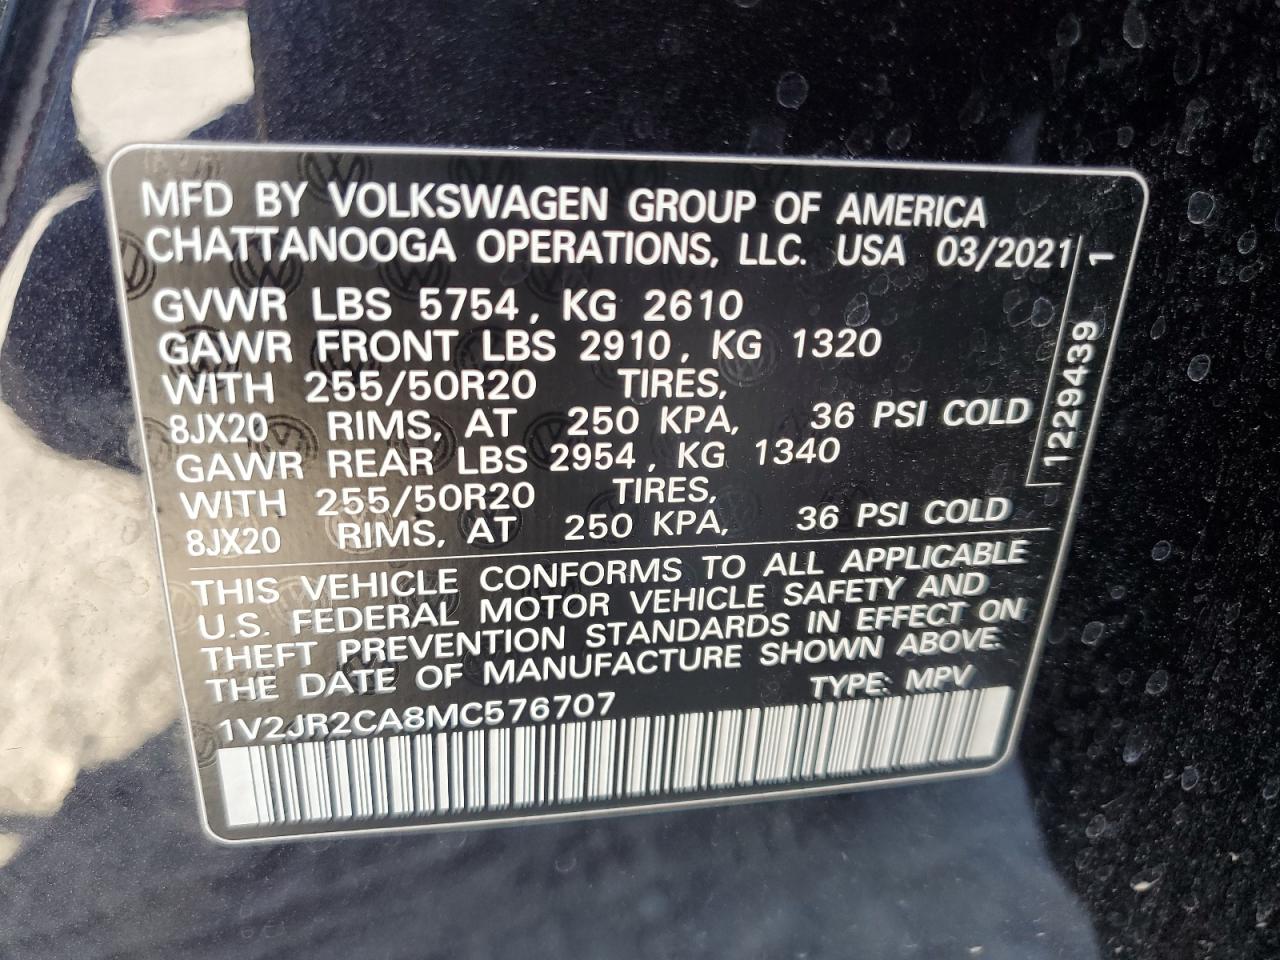 MFD BY VOLKSWAGEN GROUP OF AMERICA
CHATTANOOGA OPERATIONS, LLC. USA 03/2021
GVWR LBS 5754, KG 2610
GAWR FRONT LBS 2910, KG 1320
WITH 255/50R20 TIRES,
8JX20 RIMS, AT 250 KPA, 36 PSI COLD
GAWR REAR LBS 2954, KG 1340
WITH 255/50R20 TIRES,
8JX20 RIMS, AT 250 KPA, 36 PSI COLD
THIS VEHICLE CONFORMS TO ALL APPLICABLE
U.S. FEDERAL MOTOR VEHICLE SAFETY AND
THEFT PREVENTION STANDARDS IN EFFECT ON
THE DATE OF MANUFACTURE SHOWN ABOVE.
1V2JR2CA8MC576707 TYPE: MPV
1229439 1